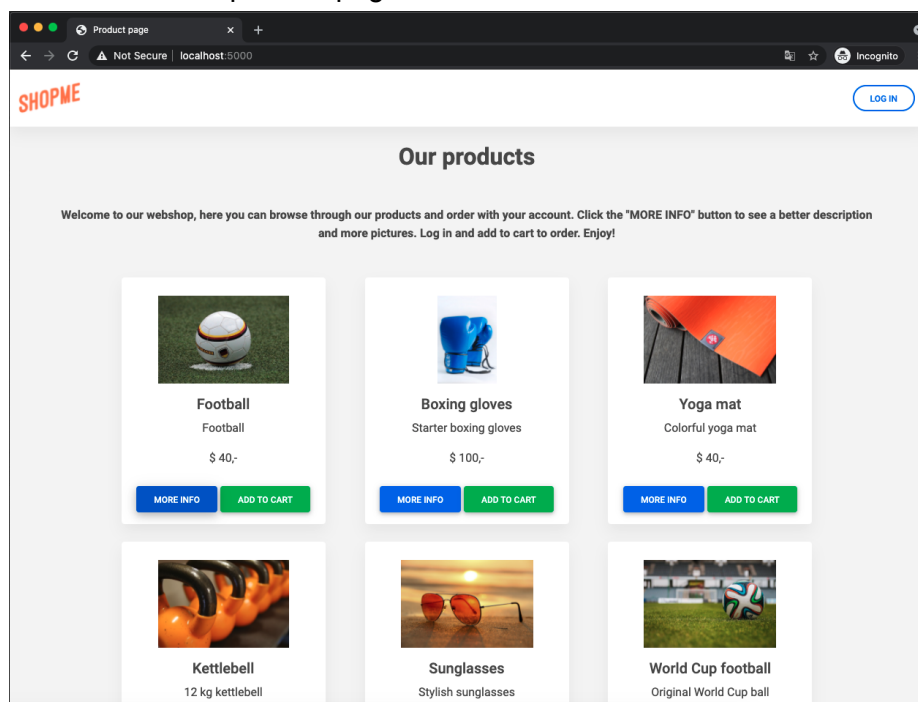 Product page
Not Secure | localhost:5000
Incognito
SHOPME
LOG IN
Our products
Welcome to our webshop, here you can browse through our products and order with your account. Click the "MORE INFO" button to see a better description
and more pictures. Log in and add to cart to order. Enjoy!
Football
Football
$ 40,-
MORE INFO ADD TO CART
Boxing gloves
Starter boxing gloves
$ 100,-
MORE INFO ADD TO CART
Yoga mat
Colorful yoga mat
$ 40,-
MORE INFO ADD TO CART
Kettlebell
12 kg kettlebell
Sunglasses
Stylish sunglasses
World Cup football
Original World Cup ball